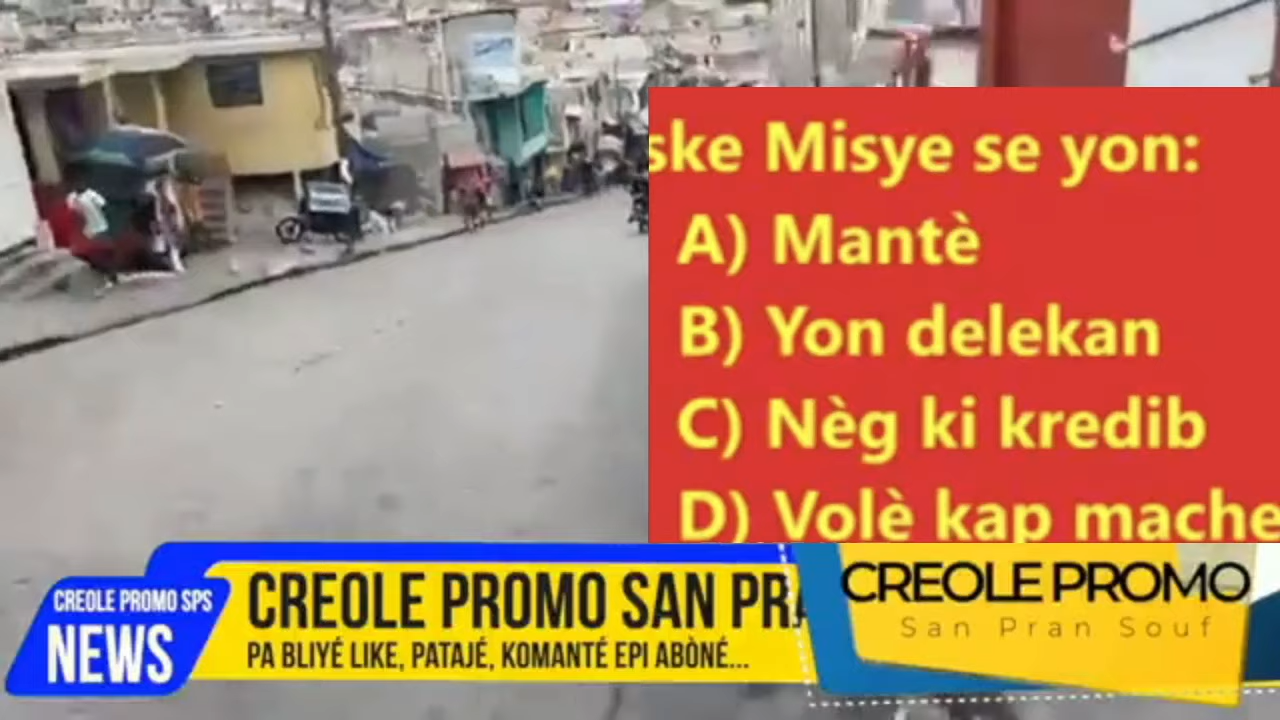 ske Misye se yon:
A) Mantè
B) Yon delekan
C) Nèg ki kredib
D) Volè kap mache
CREOLE PROMO SPS
NEWS
CREOLE PROMO SAN PRA
PA BLIYÉ LIKE, PATAJÉ, KOMANTÉ EPI ABÒNÉ...
CREOLE PROMO
San Pran Souf